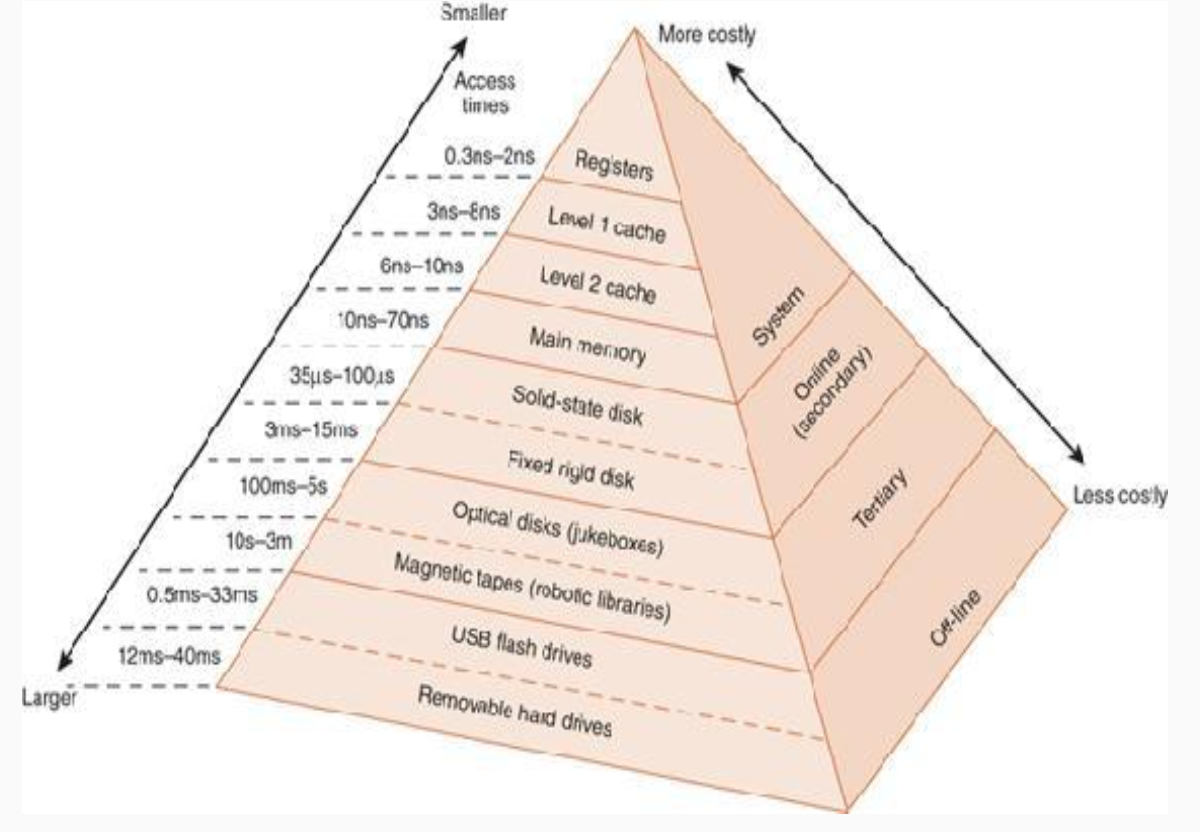 Smaller
More costly
Access
times
0.3ns–2ns
Registers
3ns–8ns
Level 1 cache
6ns–10ns
Level 2 cache
System
10ns–70ns
Main memory
Online
(secondary)
35µs–100µs
Solid-state disk
3ms–15ms
Fixed rigid disk
100ms–5s
Optical disks (jukeboxes)
Tertiary
Less costly
10s–3m
Magnetic tapes (robotic libraries)
0.5ms–33ms
USB flash drives
Off-line
12ms–40ms
Removable hard drives
Larger